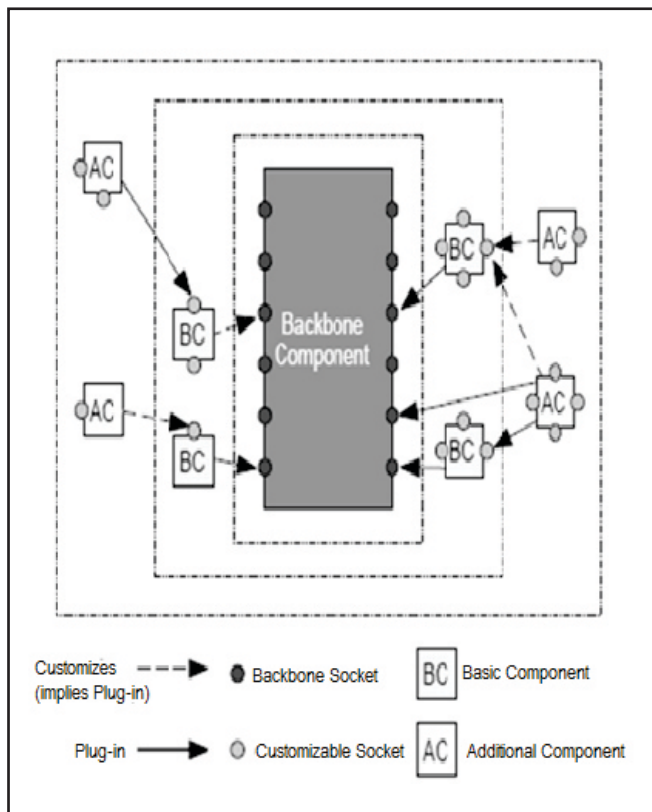 AC
BC
AC
Backbone
Component
BC
AC
AC
BC
BC
Customizes
(implies Plug-in)
Backbone Socket
BC
Basic Component
Plug-in
Customizable Socket
AC
Additional Component